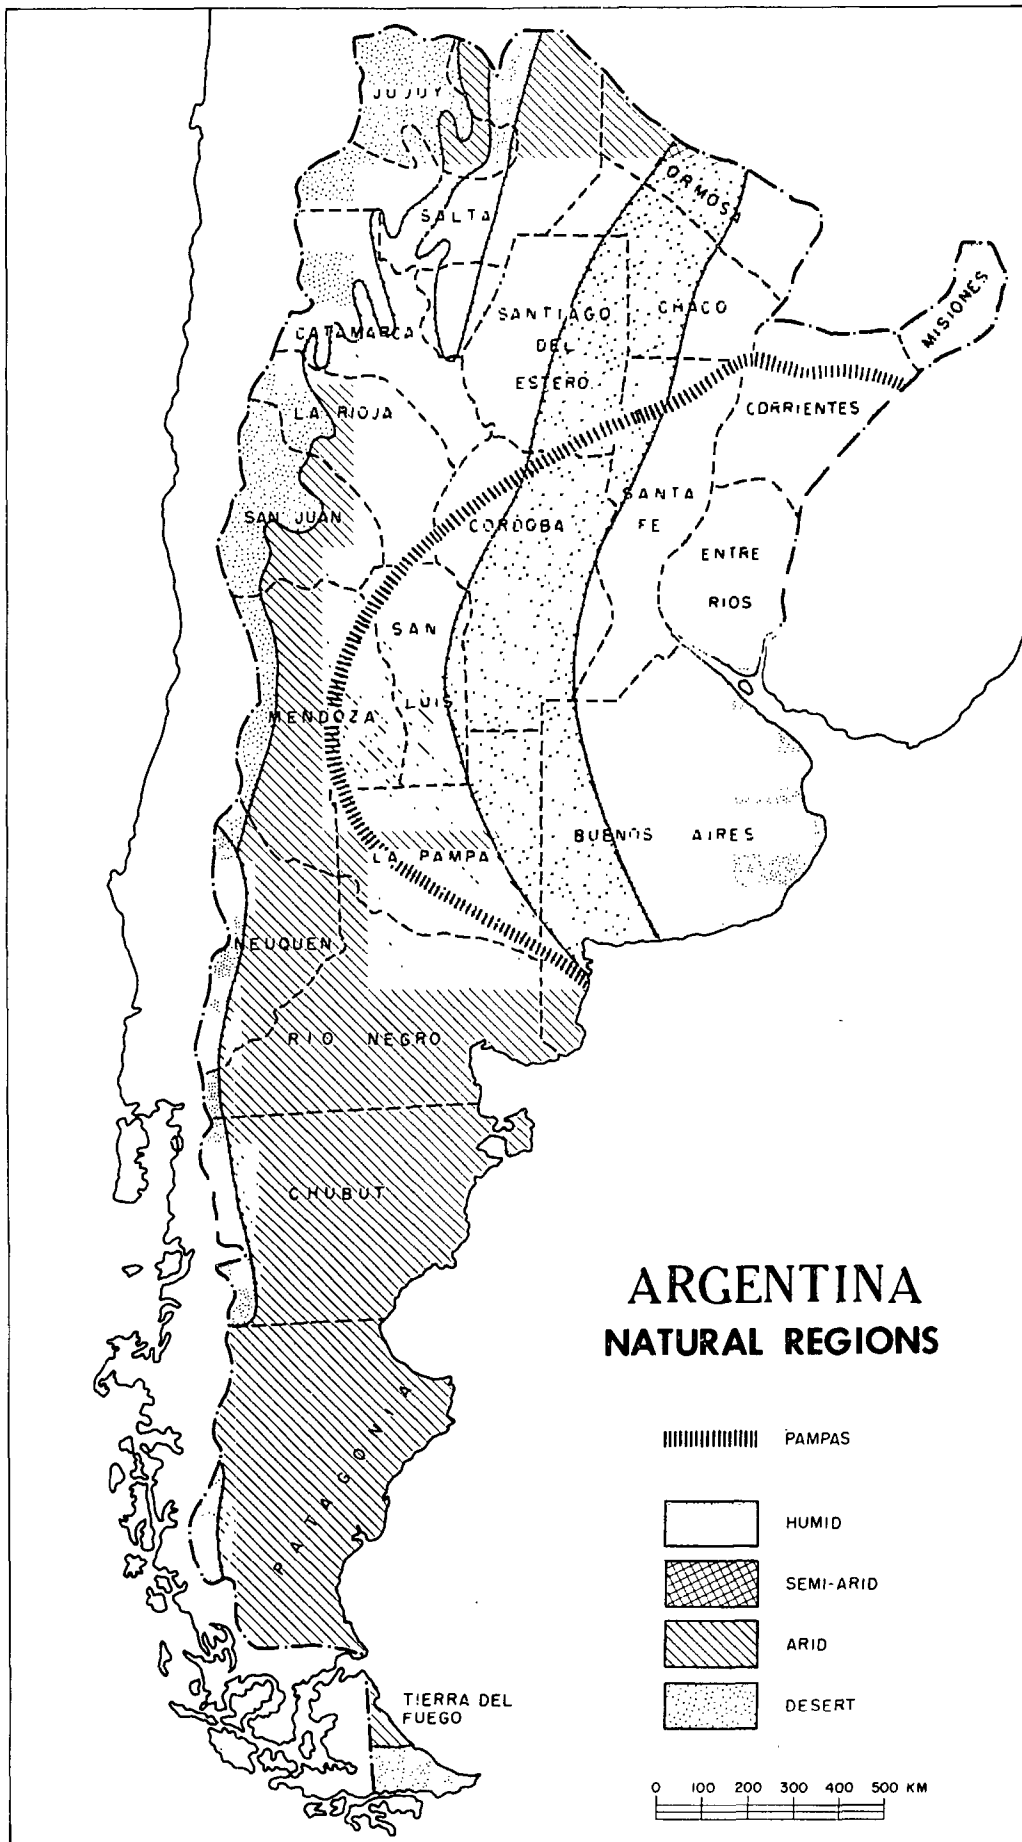 JUJUY
SALTA
FORMOSA
CHACO
MISIONES
SANTIAGO
DEL
ESTERO
CATAMARCA
LA RIOJA
CORRIENTES
SAN JUAN
CORDOBA
SANTA
FE
ENTRE
RIOS
SAN
LUIS
MENDOZA
BUENOS AIRES
LA PAMPA
NEUQUEN
RIO NEGRO
CHUBUT
PATAGONIA
TIERRA DEL
FUEGO
ARGENTINA
NATURAL REGIONS
PAMPAS
HUMID
SEMI-ARID
ARID
DESERT
0 100 200 300 400 500 KM